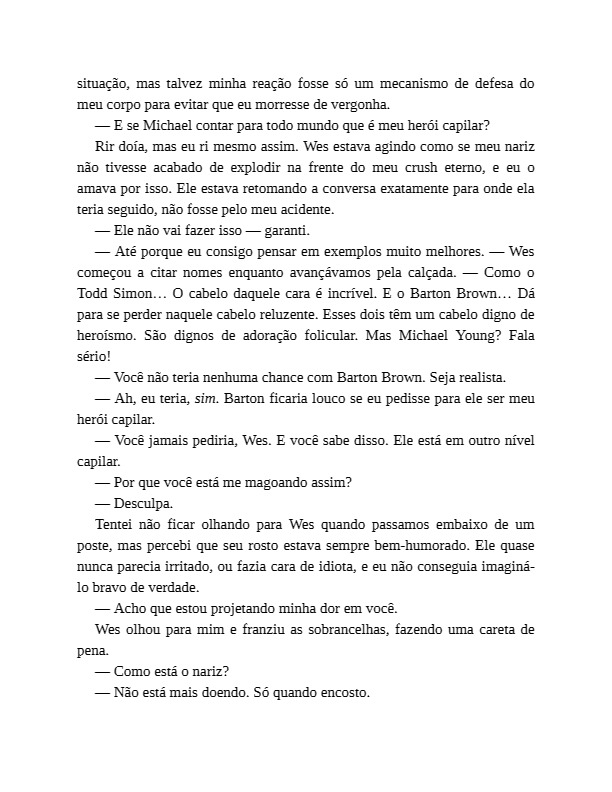 situação, mas talvez minha reação fosse só um mecanismo de defesa do
meu corpo para evitar que eu morresse de vergonha.
— E se Michael contar para todo mundo que é meu herói capilar?
Rir doía, mas eu ri mesmo assim. Wes estava agindo como se meu nariz
não tivesse acabado de explodir na frente do meu crush eterno, e eu o
amava por isso. Ele estava retomando a conversa exatamente para onde ela
teria seguido, não fosse pelo meu acidente.
— Ele não vai fazer isso — garanti.
— Até porque eu consigo pensar em exemplos muito melhores. — Wes
começou a citar nomes enquanto avançávamos pela calçada. — Como o
Todd Simon… O cabelo daquele cara é incrível. E o Barton Brown… Dá
para se perder naquele cabelo reluzente. Esses dois têm um cabelo digno de
heroísmo. São dignos de adoração folicular. Mas Michael Young? Fala
sério!
— Você não teria nenhuma chance com Barton Brown. Seja realista.
— Ah, eu teria, sim. Barton ficaria louco se eu pedisse para ele ser meu
herói capilar.
— Você jamais pediria, Wes. E você sabe disso. Ele está em outro nível
capilar.
— Por que você está me magoando assim?
— Desculpa.
Tentei não ficar olhando para Wes quando passamos embaixo de um
poste, mas percebi que seu rosto estava sempre bem-humorado. Ele quase
nunca parecia irritado, ou fazia cara de idiota, e eu não conseguia imaginá-
lo bravo de verdade.
— Acho que estou projetando minha dor em você.
Wes olhou para mim e franziu as sobrancelhas, fazendo uma careta de
pena.
— Como está o nariz?
— Não está mais doendo. Só quando encosto.